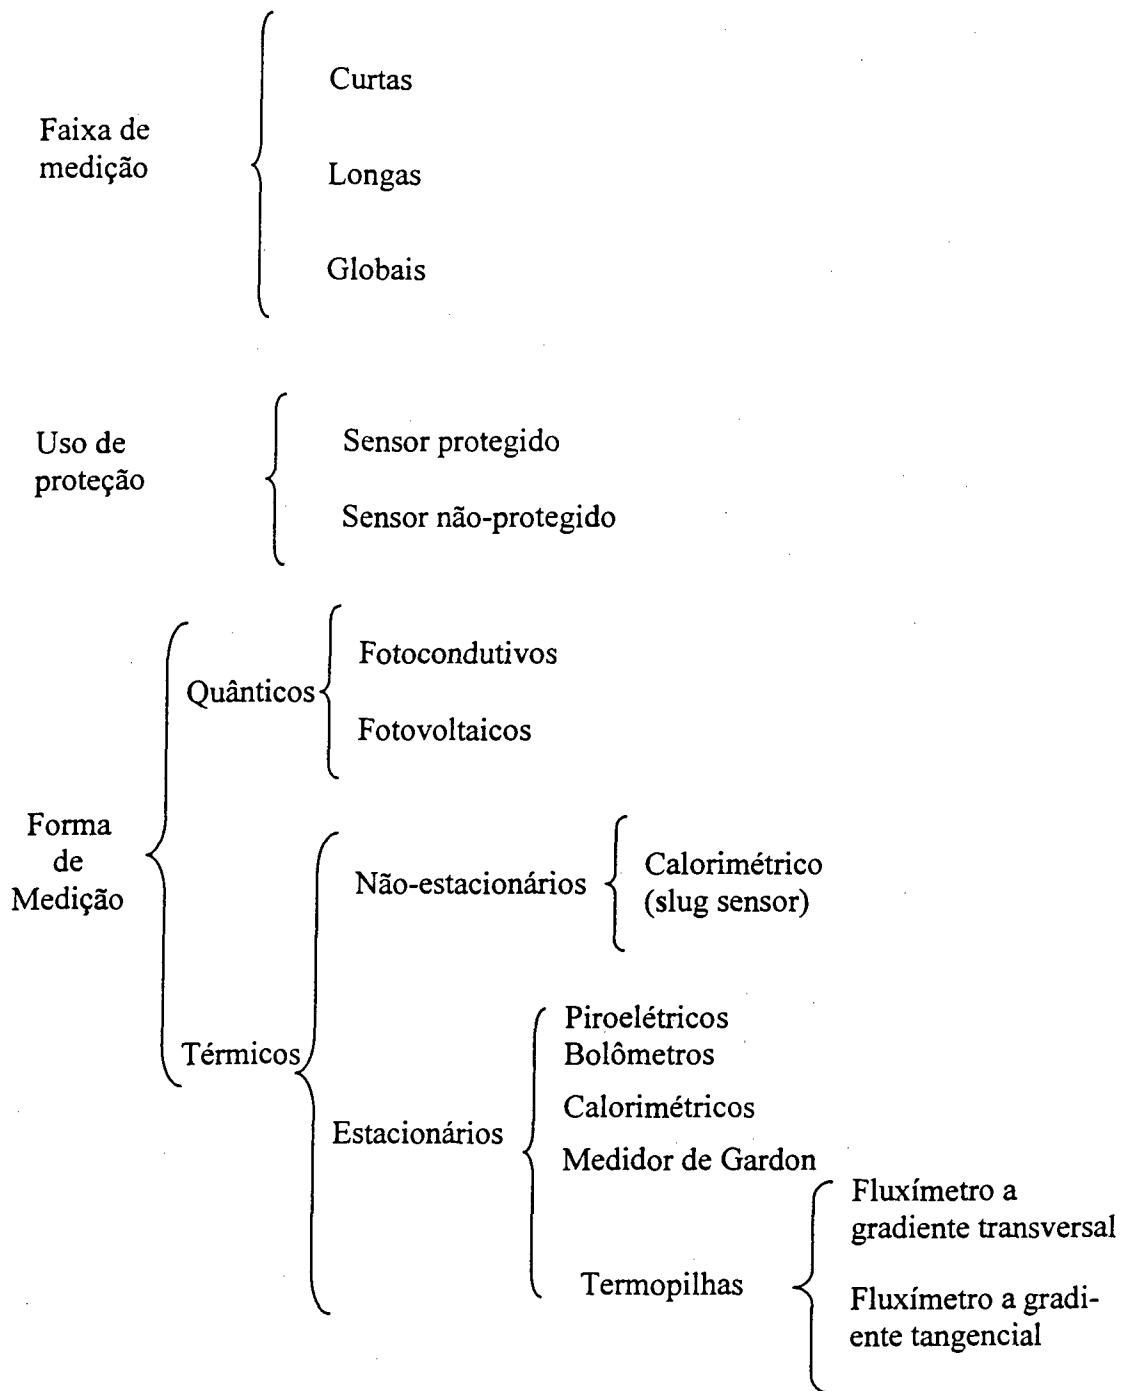 Faixa de
medição
Curtas
Longas
Globais
Uso de
proteção
Sensor protegido
Sensor não-protegido
Forma
de
Medição
Quânticos
Fotocondutivos
Fotovoltaicos
Térmicos
Não-estacionários
Calorimétrico
(slug sensor)
Estacionários
Piroelétricos
Bolômetros
Calorimétricos
Medidor de Gardon
Termopilhas
Fluxímetro a
gradiente transversal
Fluxímetro a gradi-
ente tangencial